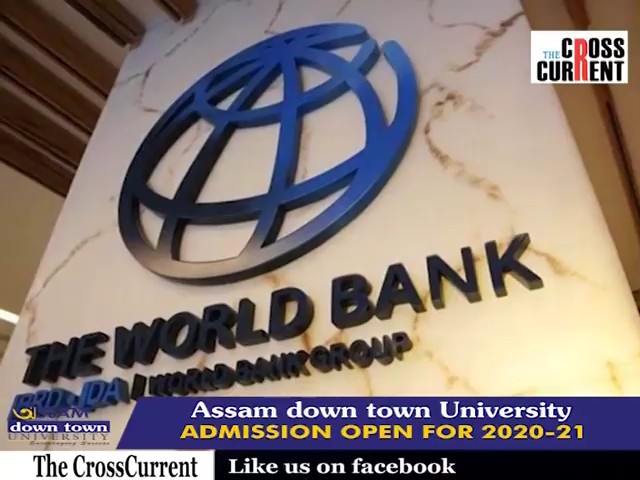 THE CROSS
CURRENT
THE WORLD BANK
IBRD IDA | WORLD BANK GROUP
ASSAM
down town
UNIVERSITY
Assam down town University
ADMISSION OPEN FOR 2020-21
The CrossCurrent
Like us on facebook